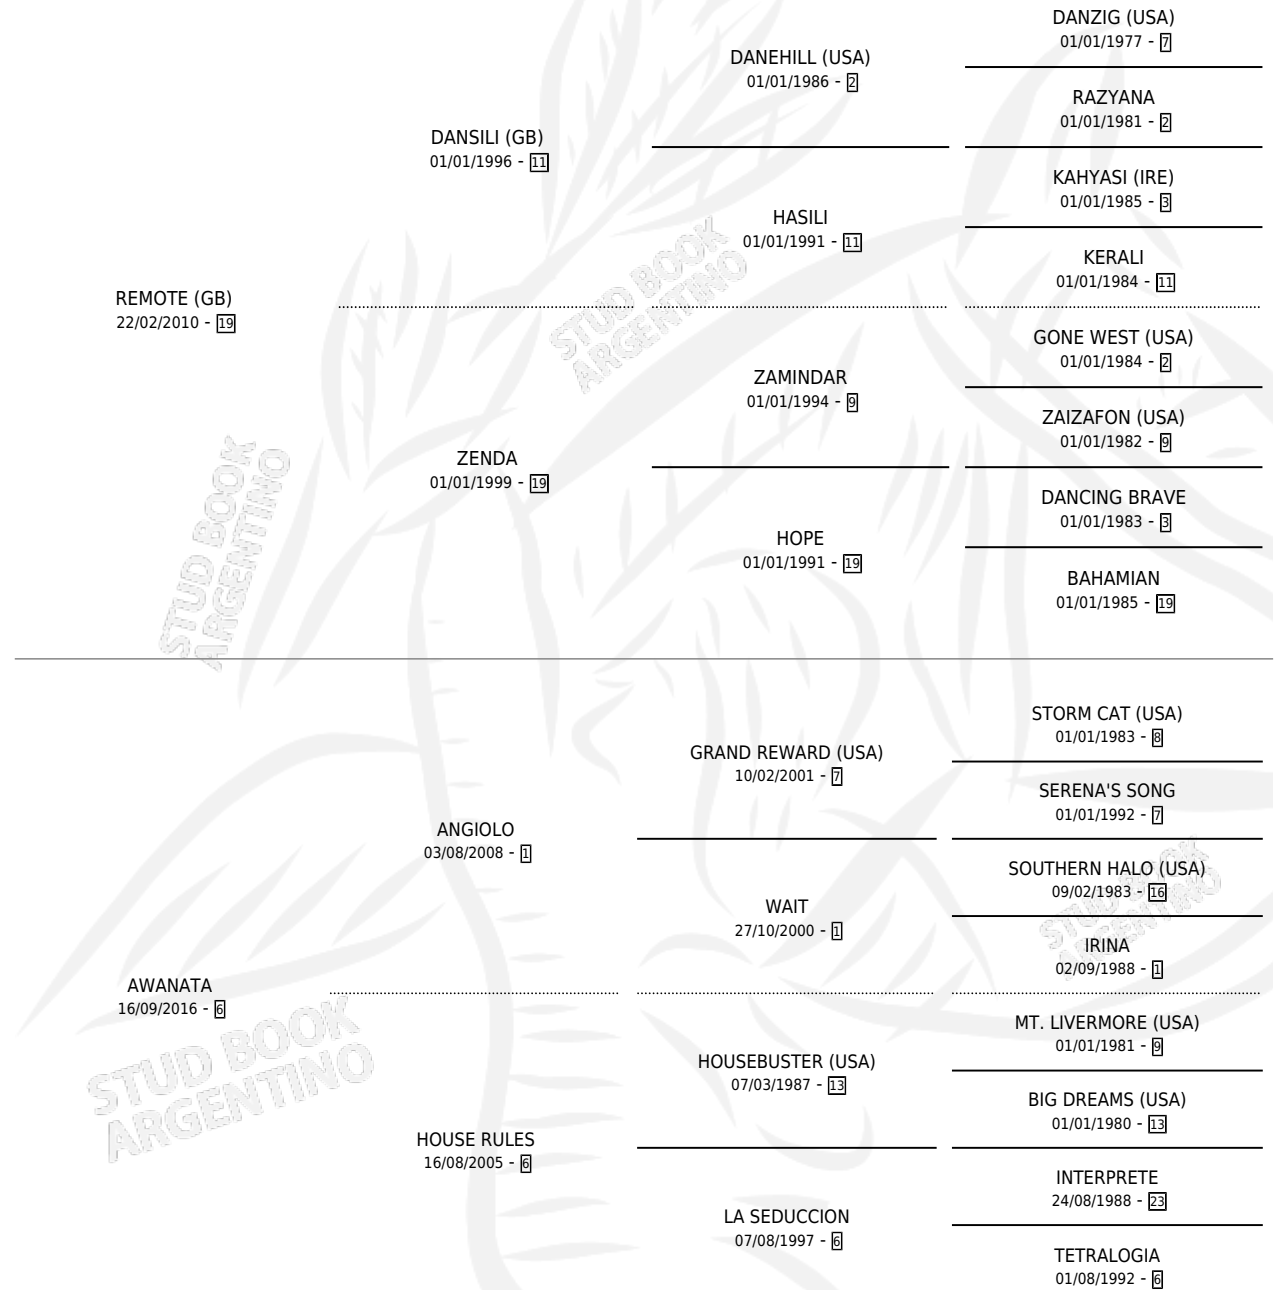 DANZIG (USA)
01/01/1977 - 7
DANEHILL (USA)
01/01/1986 - 2
RAZYANA
01/01/1981 - 2
DANSILI (GB)
01/01/1996 - 11
KAHYASI (IRE)
01/01/1985 - 3
HASILI
01/01/1991 - 11
KERALI
01/01/1984 - 11
REMOTE (GB)
22/02/2010 - 19
GONE WEST (USA)
01/01/1984 - 2
ZAMINDAR
01/01/1994 - 9
ZAIZAFON (USA)
01/01/1982 - 9
ZENDA
01/01/1999 - 19
DANCING BRAVE
01/01/1983 - 3
HOPE
01/01/1991 - 19
BAHAMIAN
01/01/1985 - 19
STORM CAT (USA)
01/01/1983 - 8
GRAND REWARD (USA)
10/02/2001 - 7
SERENA'S SONG
01/01/1992 - 7
ANGIOLO
03/08/2008 - 1
SOUTHERN HALO (USA)
09/02/1983 - 16
WAIT
27/10/2000 - 1
IRINA
02/09/1988 - 1
AWANATA
16/09/2016 - 6
MT. LIVERMORE (USA)
01/01/1981 - 9
HOUSEBUSTER (USA)
07/03/1987 - 13
BIG DREAMS (USA)
01/01/1980 - 13
HOUSE RULES
16/08/2005 - 6
INTERPRETE
24/08/1988 - 23
LA SEDUCCION
07/08/1997 - 6
TETRALOGIA
01/08/1992 - 6
STUD BOOK
ARGENTINO
STUD BOOK
ARGENTINO
STUD BOOK
ARGENTINO
STUD BOOK
ARGENTINO